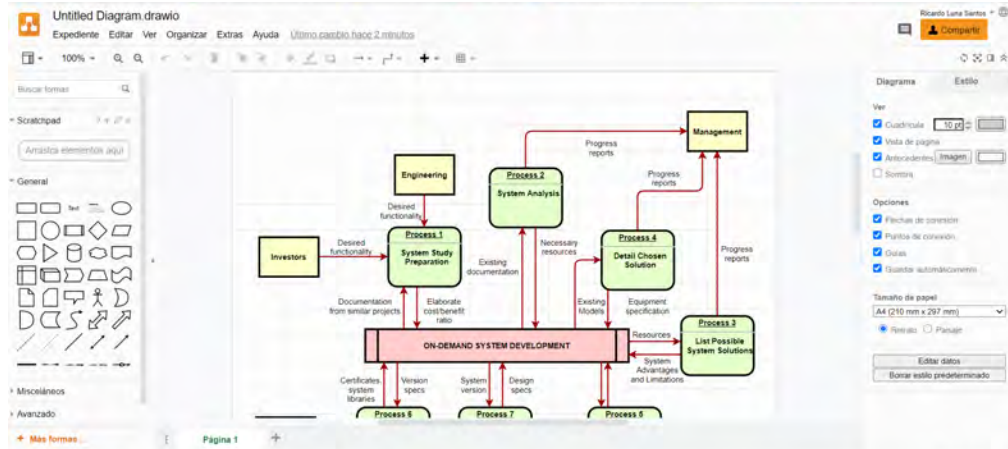 Untitled Diagram.drawio
Ricardo Luna Santos
Expediente Editar Ver Organizar Extras Ayuda Último cambio hace 2 minutos
Compartir
100%
Buscar formas
Scratchpad
Arrastra elementos aquí
General
Text
Misceláneos
Avanzado
+ Más formas...
Página 1
Management
Progress
reports
Engineering
Process 2
System Analysis
Progress
reports
Desired
functionality
Process 1
System Study
Preparation
Investors
Desired
functionality
Process 4
Detail Chosen
Solution
Necessary
resources
Existing
documentation
Progress
reports
Documentation
from similar projects
Elaborate
cost/benefit
ratio
Existing
Models
Equipment
specification
Process 3
List Possible
System Solutions
ON-DEMAND SYSTEM DEVELOPMENT
Resources
System
Advantages
and Limitations
Certificates,
system
libraries
Version
specs
System
version
Design
specs
Process 6
Process 7
Process 5
Diagrama
Estilo
Ver
Cuadrícula
10 pt
Vista de página
Antecedentes
Imagen
Sombra
Opciones
Flechas de conexión
Puntos de conexión
Guías
Guardar automáticamente
Tamaño de papel
A4 (210 mm x 297 mm)
Retrato
Paisaje
Editar datos
Borrar estilo predeterminado